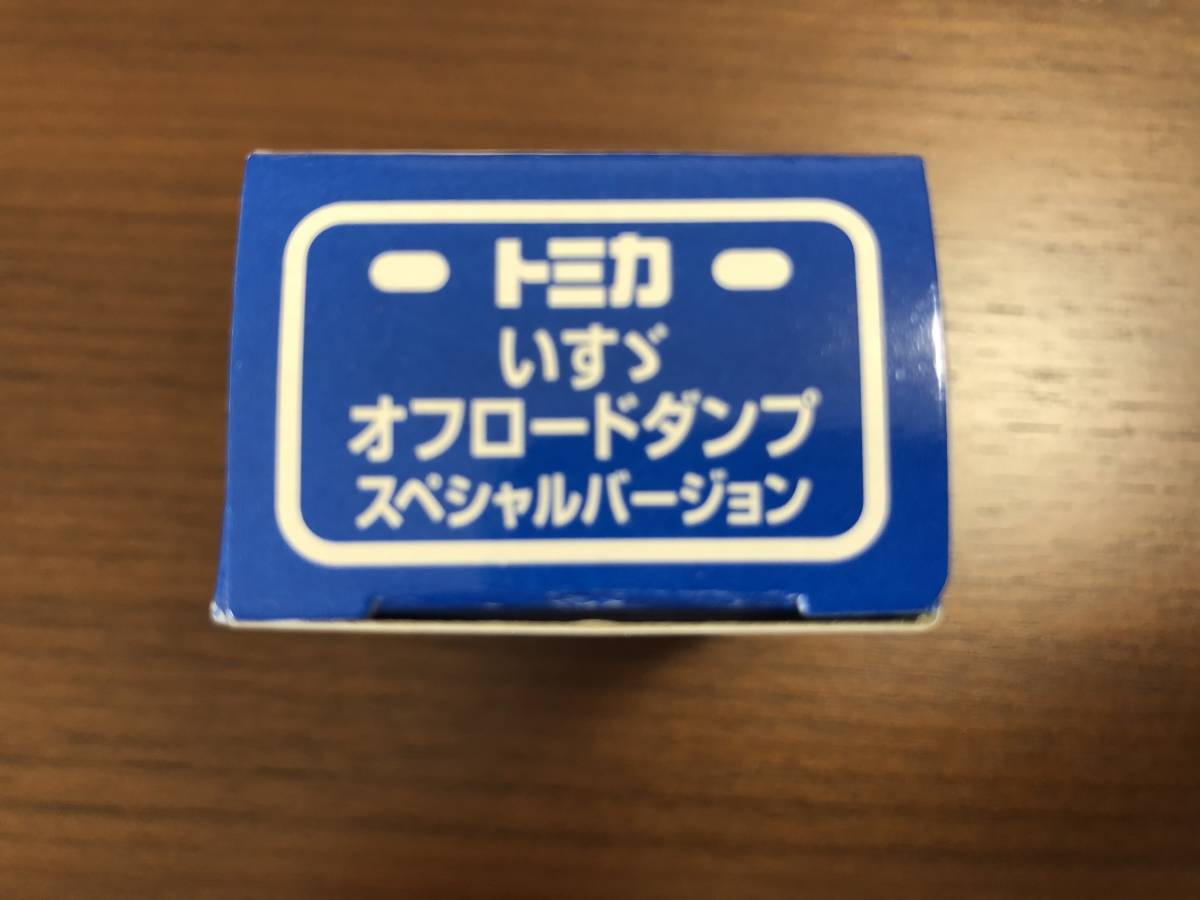 トミカ
いすゞ
オフロードダンプ
スペシャルバージョン